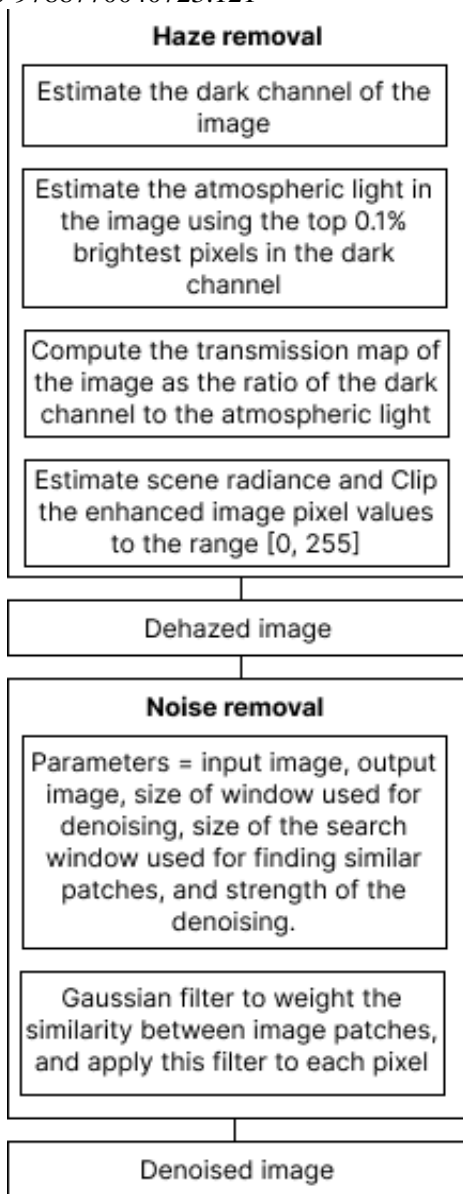 Haze removal
Estimate the dark channel of the
image
Estimate the atmospheric light in
the image using the top 0.1%
brightest pixels in the dark
channel
Compute the transmission map of
the image as the ratio of the dark
channel to the atmospheric light
Estimate scene radiance and Clip
the enhanced image pixel values
to the range [0, 255]
Dehazed image
Noise removal
Parameters = input image, output
image, size of window used for
denoising, size of the search
window used for finding similar
patches, and strength of the
denoising.
Gaussian filter to weight the
similarity between image patches,
and apply this filter to each pixel
Denoised image